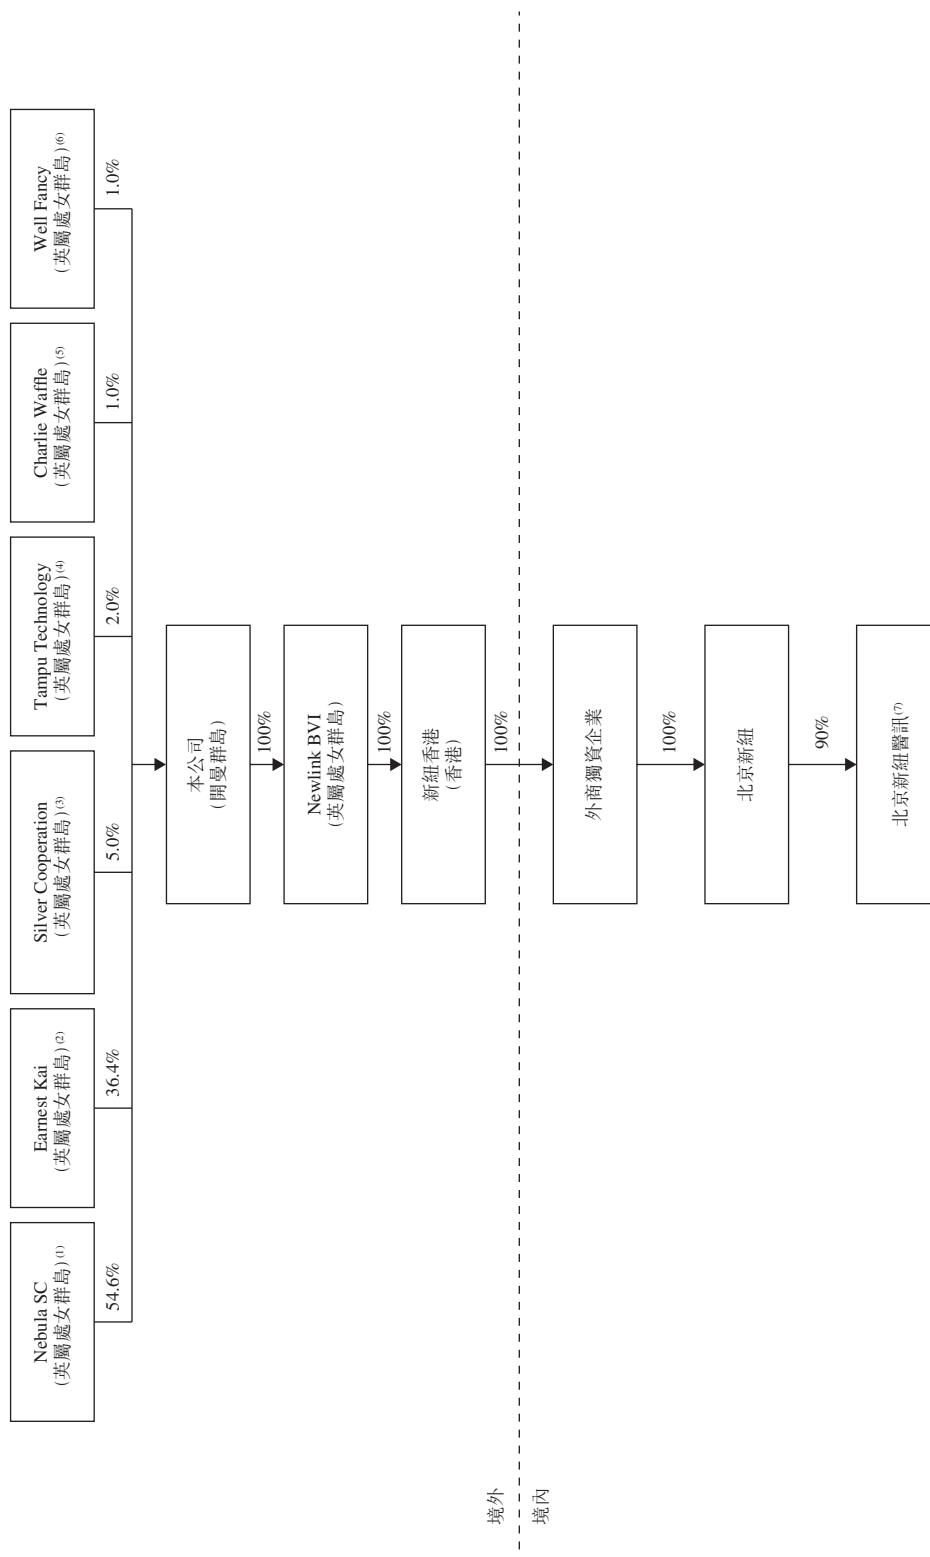 Nebula SC
(英屬處女群島)(1)
Earnest Kai
(英屬處女群島)(2)
Silver Cooperation
(英屬處女群島)(3)
Tampu Technology
(英屬處女群島)(4)
Charlie Waffle
(英屬處女群島)(5)
Well Fancy
(英屬處女群島)(6)
54.6%
36.4%
5.0%
2.0%
1.0%
1.0%
本公司
(開曼群島)
100%
Newlink BVI
(英屬處女群島)
100%
新紐香港
(香港)
100%
境外
境內
外商獨資企業
100%
北京新紐
90%
北京新紐醫訊(7)